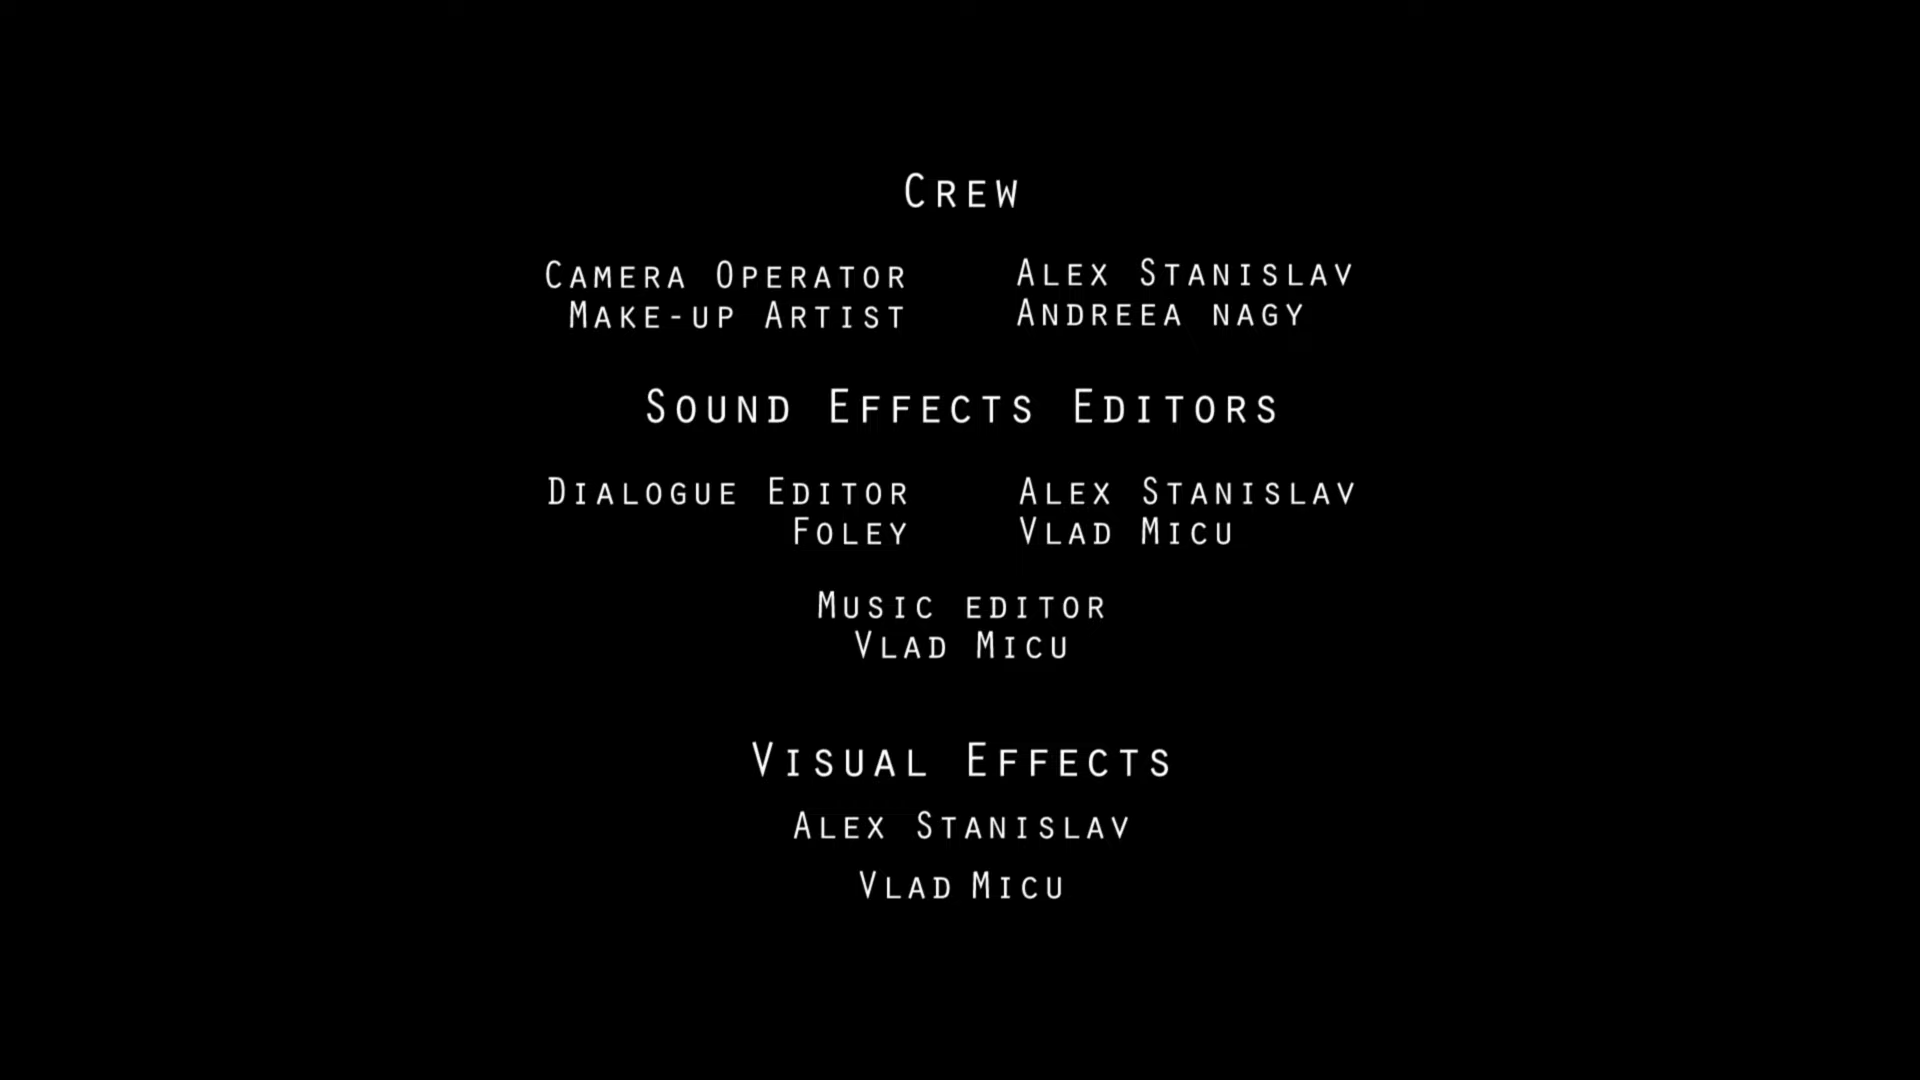 Crew
Camera Operator Alex Stanislav
Make-up Artist Andreea nagy
Sound Effects Editors
Dialogue Editor Alex Stanislav
Foley Vlad Micu
Music editor
Vlad Micu
Visual Effects
Alex Stanislav
Vlad Micu